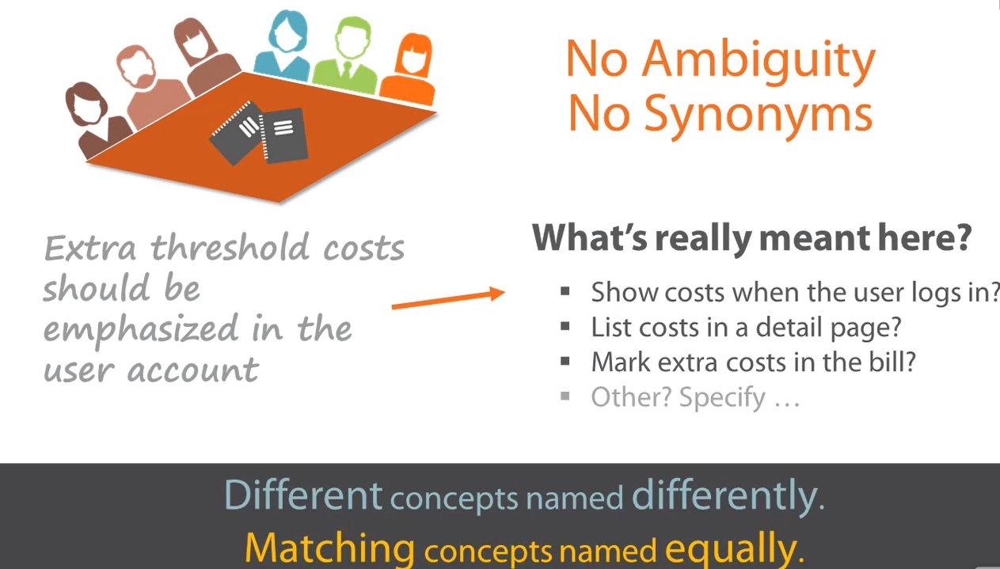 No Ambiguity
No Synonyms
Extra threshold costs
should be
emphasized in the
user account
What's really meant here?
▪ Show costs when the user logs in?
▪ List costs in a detail page?
▪ Mark extra costs in the bill?
▪ Other? Specify …
Different concepts named differently.
Matching concepts named equally.